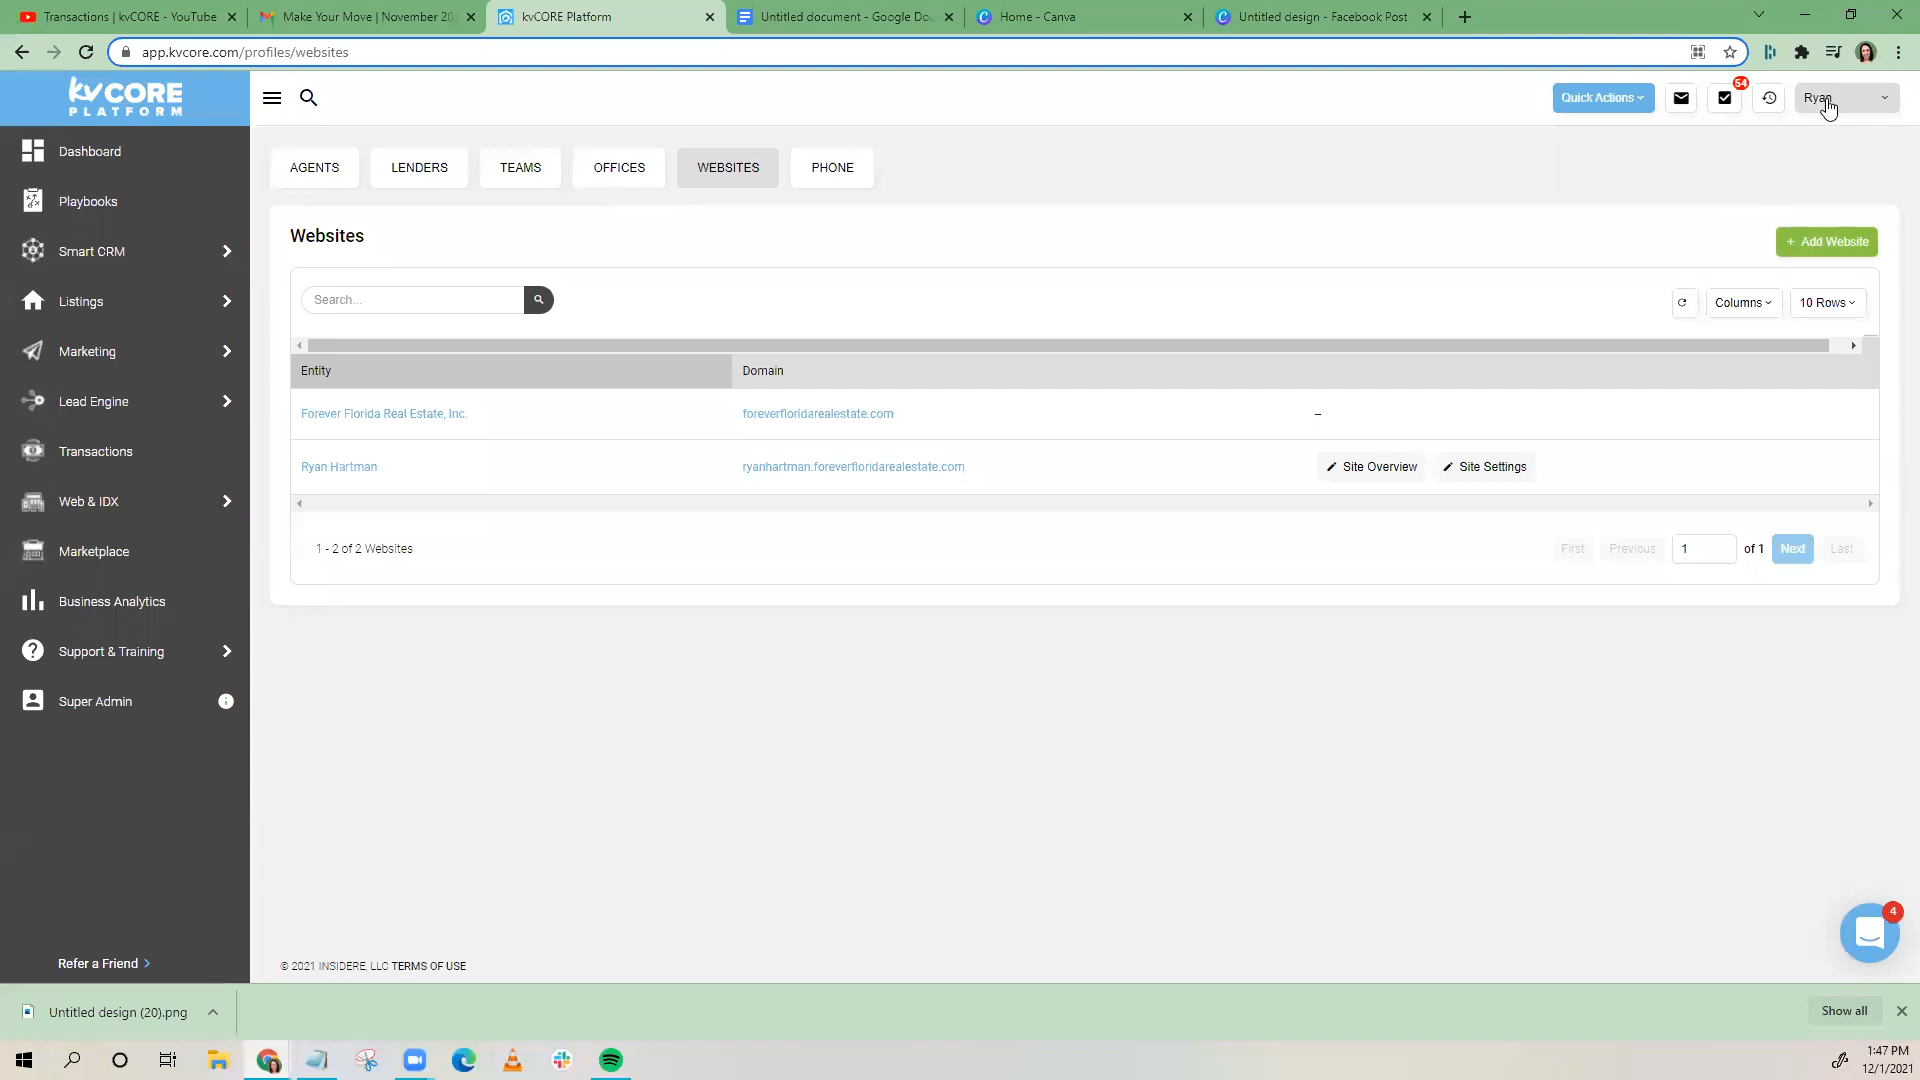 Transactions | kvCORE - YouTube
Make Your Move | November 20
kvCORE Platform
Untitled document - Google Do
Home - Canva
Untitled design - Facebook Post
app.kvcore.com/profiles/websites
kvCORE
PLATFORM
Quick Actions
54
Ryan
Dashboard
Playbooks
Smart CRM
Listings
Marketing
Lead Engine
Transactions
Web & IDX
Marketplace
Business Analytics
Support & Training
Super Admin
Refer a Friend
AGENTS
LENDERS
TEAMS
OFFICES
WEBSITES
PHONE
Websites
+ Add Website
Search...
Columns
10 Rows
Entity
Domain
Forever Florida Real Estate, Inc.
foreverfloridarealestate.com
--
Ryan Hartman
ryanhartman.foreverfloridarealestate.com
Site Overview
Site Settings
1 - 2 of 2 Websites
First
Previous
1
of 1
Next
Last
4
© 2021 INSIDERE, LLC TERMS OF USE
Untitled design (20).png
Show all
1:47 PM
12/1/2021